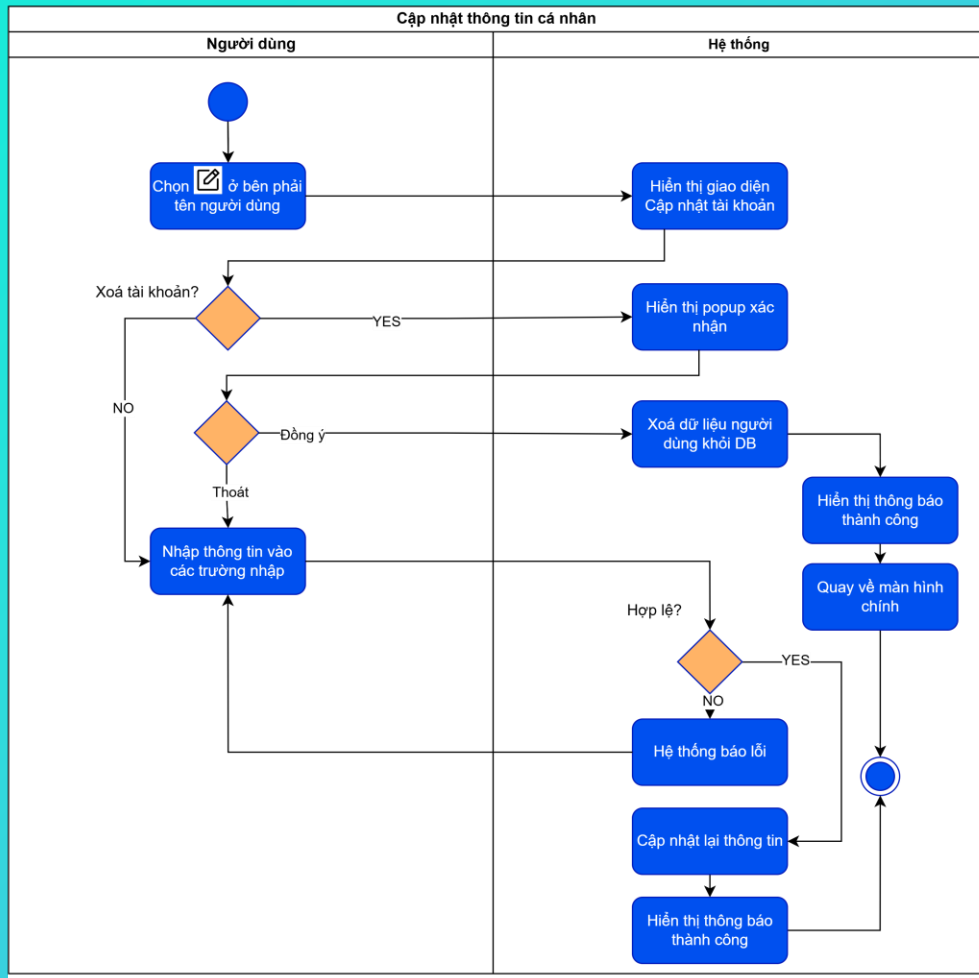 Cập nhật thông tin cá nhân
Người dùng
Hệ thống
Chọn ở bên phải
tên người dùng
Hiển thị giao diện
Cập nhật tài khoản
Xoá tài khoản?
YES
Hiển thị popup xác
nhận
NO
Đồng ý
Xoá dữ liệu người
dùng khỏi DB
Thoát
Hiển thị thông báo
thành công
Nhập thông tin vào
các trường nhập
Quay về màn hình
chính
Hợp lệ?
YES
NO
Hệ thống báo lỗi
Cập nhật lại thông tin
Hiển thị thông báo
thành công